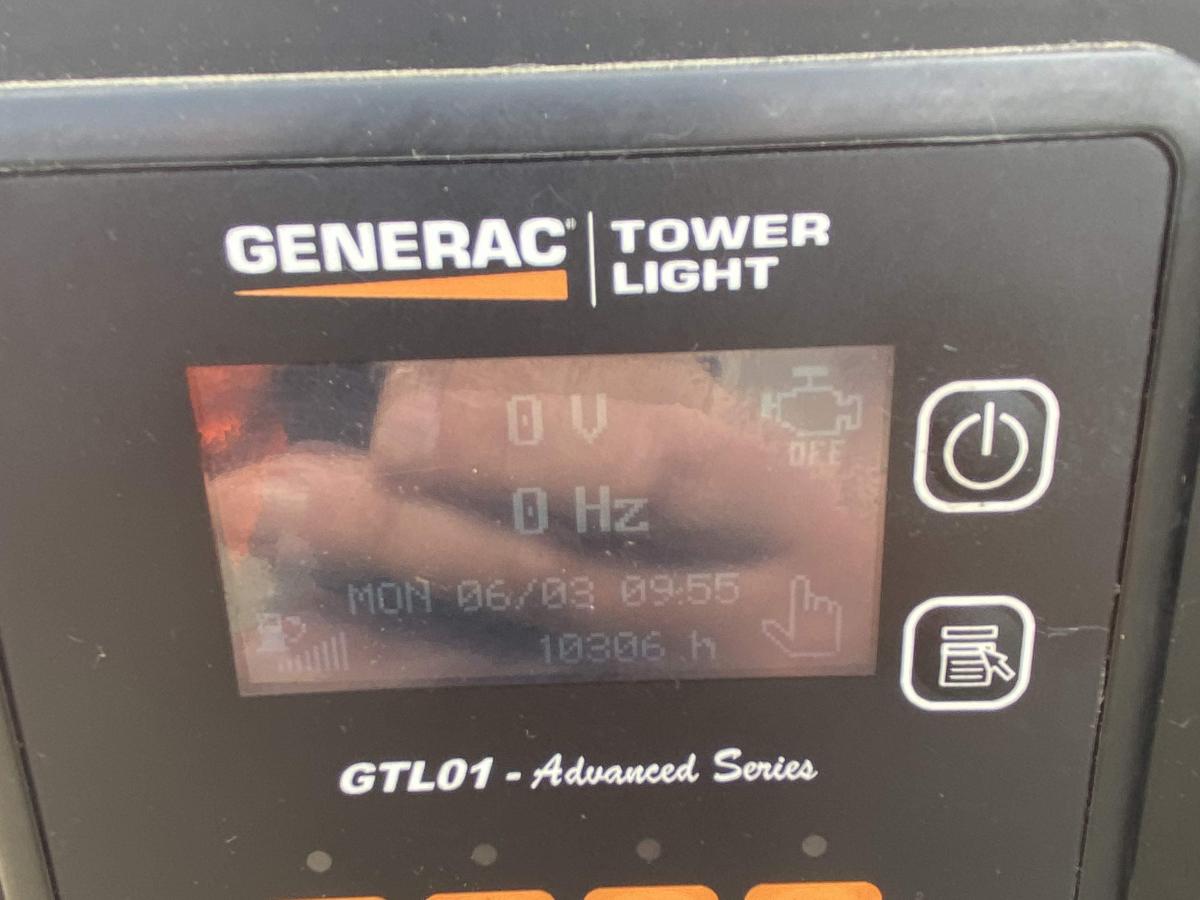 GENERAC®
TOWER
LIGHT
0 V
OFF
0 Hz
MON 06/03 09:55
10306 h
GTL01 - Advanced Series